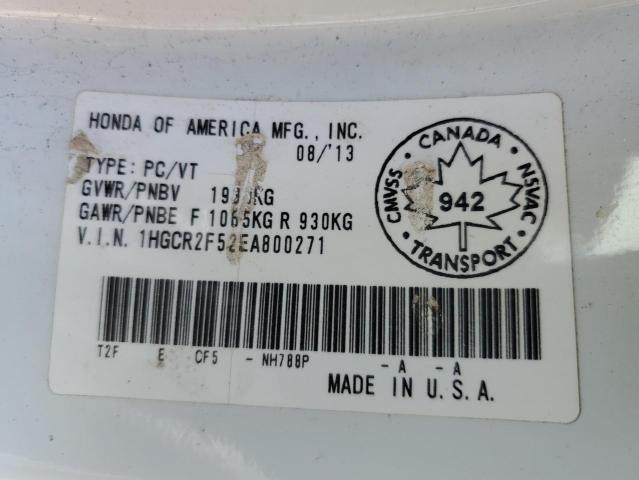 HONDA OF AMERICA MFG., INC.
08/'13
TYPE: PC/VT
GVWR/PNBV
GAWR/PNBE F 1065KG R 930KG
V.I.N. 1HGCR2F52EA800271
CANADA
CMVSS
NSVAC
942
TRANSPORT
T2F E CF5 - NH788P - A - A
MADE IN U.S.A.